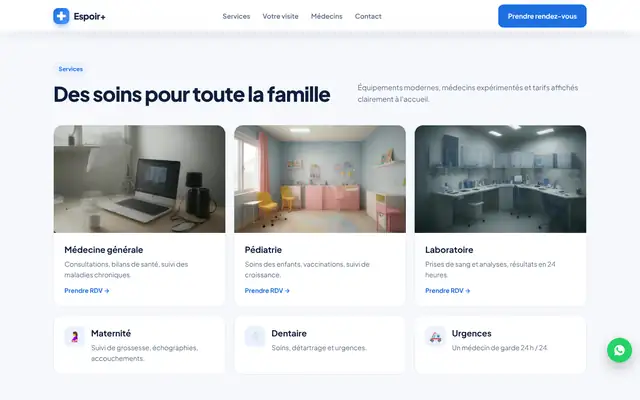 Espoir+
Services
Votre visite
Médecins
Contact
Prendre rendez-vous
Services
Des soins pour toute la famille
Équipements modernes, médecins expérimentés et tarifs affichés
clairement à l'accueil.
Médecine générale
Consultations, bilans de santé, suivi des
maladies chroniques.
Prendre RDV →
Pédiatrie
Soins des enfants, vaccinations, suivi de
croissance.
Prendre RDV →
Laboratoire
Prises de sang et analyses, résultats en 24
heures.
Prendre RDV →
Maternité
Suivi de grossesse, échographies,
accouchements.
Dentaire
Soins, détartrage et urgences.
Urgences
Un médecin de garde 24 h / 24.